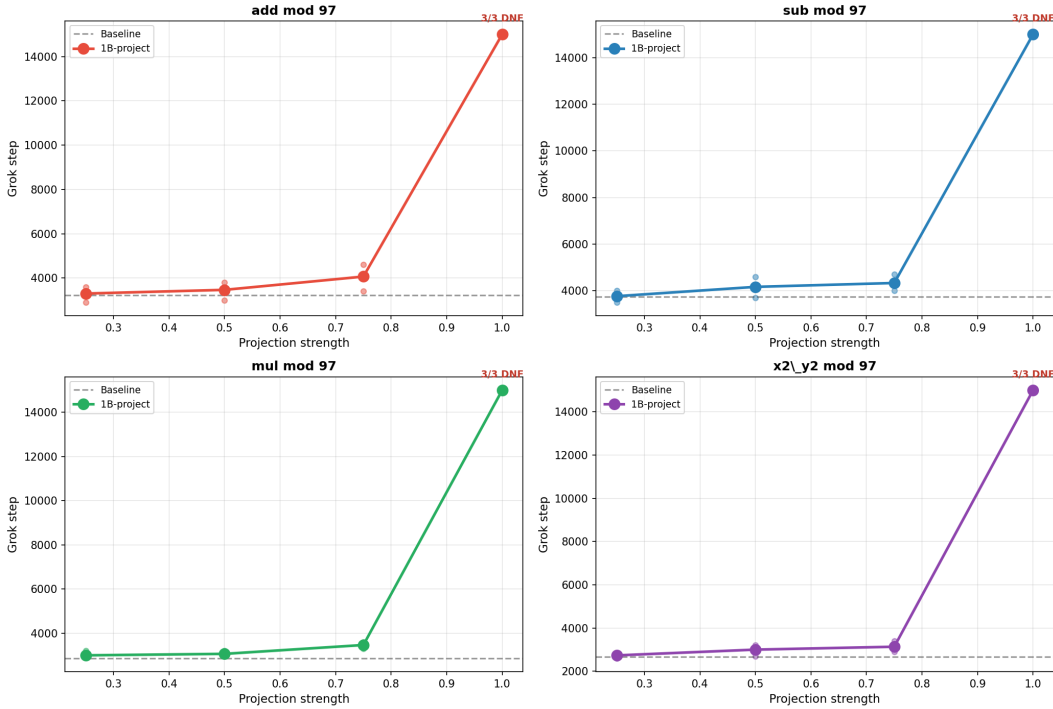 add mod 97
3/3 DNF
Baseline
1B-project
Grok step
14000
12000
10000
8000
6000
4000
0.3 0.4 0.5 0.6 0.7 0.8 0.9 1.0
Projection strength
sub mod 97
3/3 DNF
Baseline
1B-project
Grok step
14000
12000
10000
8000
6000
4000
0.3 0.4 0.5 0.6 0.7 0.8 0.9 1.0
Projection strength
mul mod 97
3/3 DNF
Baseline
1B-project
Grok step
14000
12000
10000
8000
6000
4000
0.3 0.4 0.5 0.6 0.7 0.8 0.9 1.0
Projection strength
x2\_y2 mod 97
3/3 DNF
Baseline
1B-project
Grok step
14000
12000
10000
8000
6000
4000
2000
0.3 0.4 0.5 0.6 0.7 0.8 0.9 1.0
Projection strength